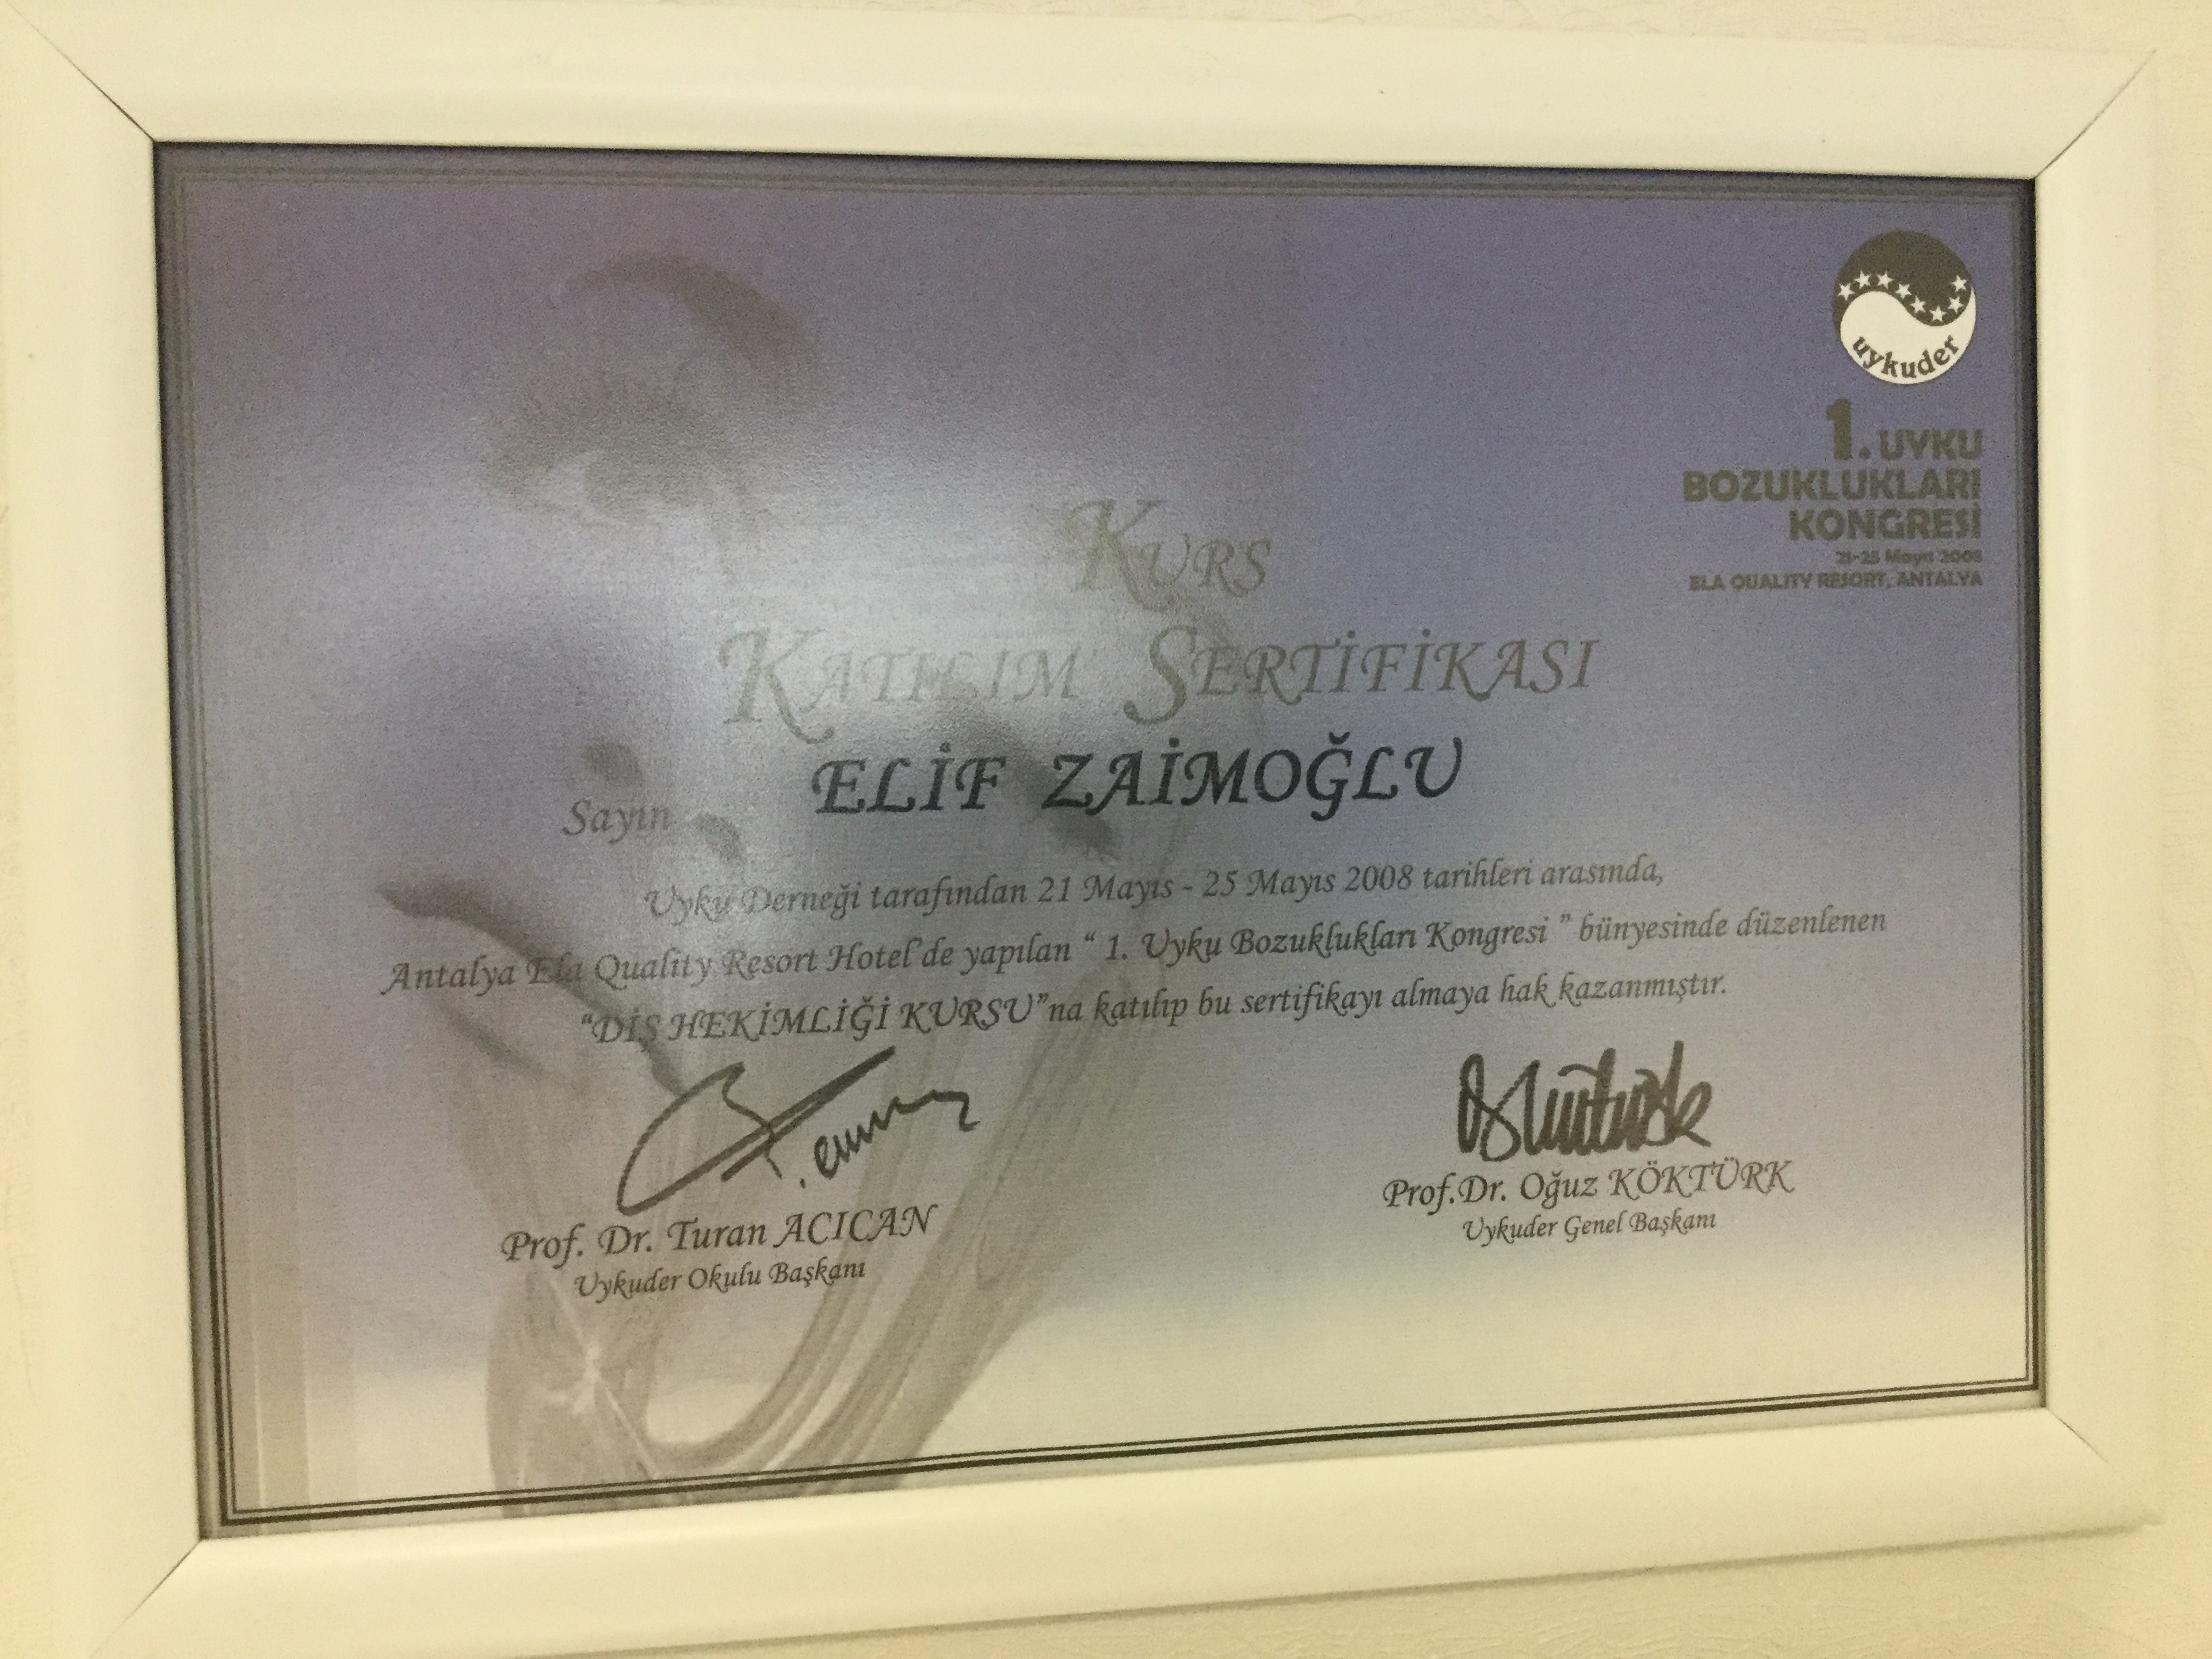 uykuder
1. UYKU
BOZUKLUKLARI
KONGRESİ
21-25 Mayıs 2008
ELA QUALITY RESORT, ANTALYA
KURS
KATILIM SERTİFİKASI
Sayın ELİF ZAİMOĞLU
Uyku Derneği tarafından 21 Mayıs - 25 Mayıs 2008 tarihleri arasında,
Antalya Ela Quality Resort Hotel'de yapılan “ 1. Uyku Bozuklukları Kongresi ” bünyesinde düzenlenen
“DİŞ HEKİMLİĞİ KURSU”na katılıp bu sertifikayı almaya hak kazanmıştır.
Prof. Dr. Turan ACICAN
Uykuder Okulu Başkanı
Prof.Dr. Oğuz KÖKTÜRK
Uykuder Genel Başkanı